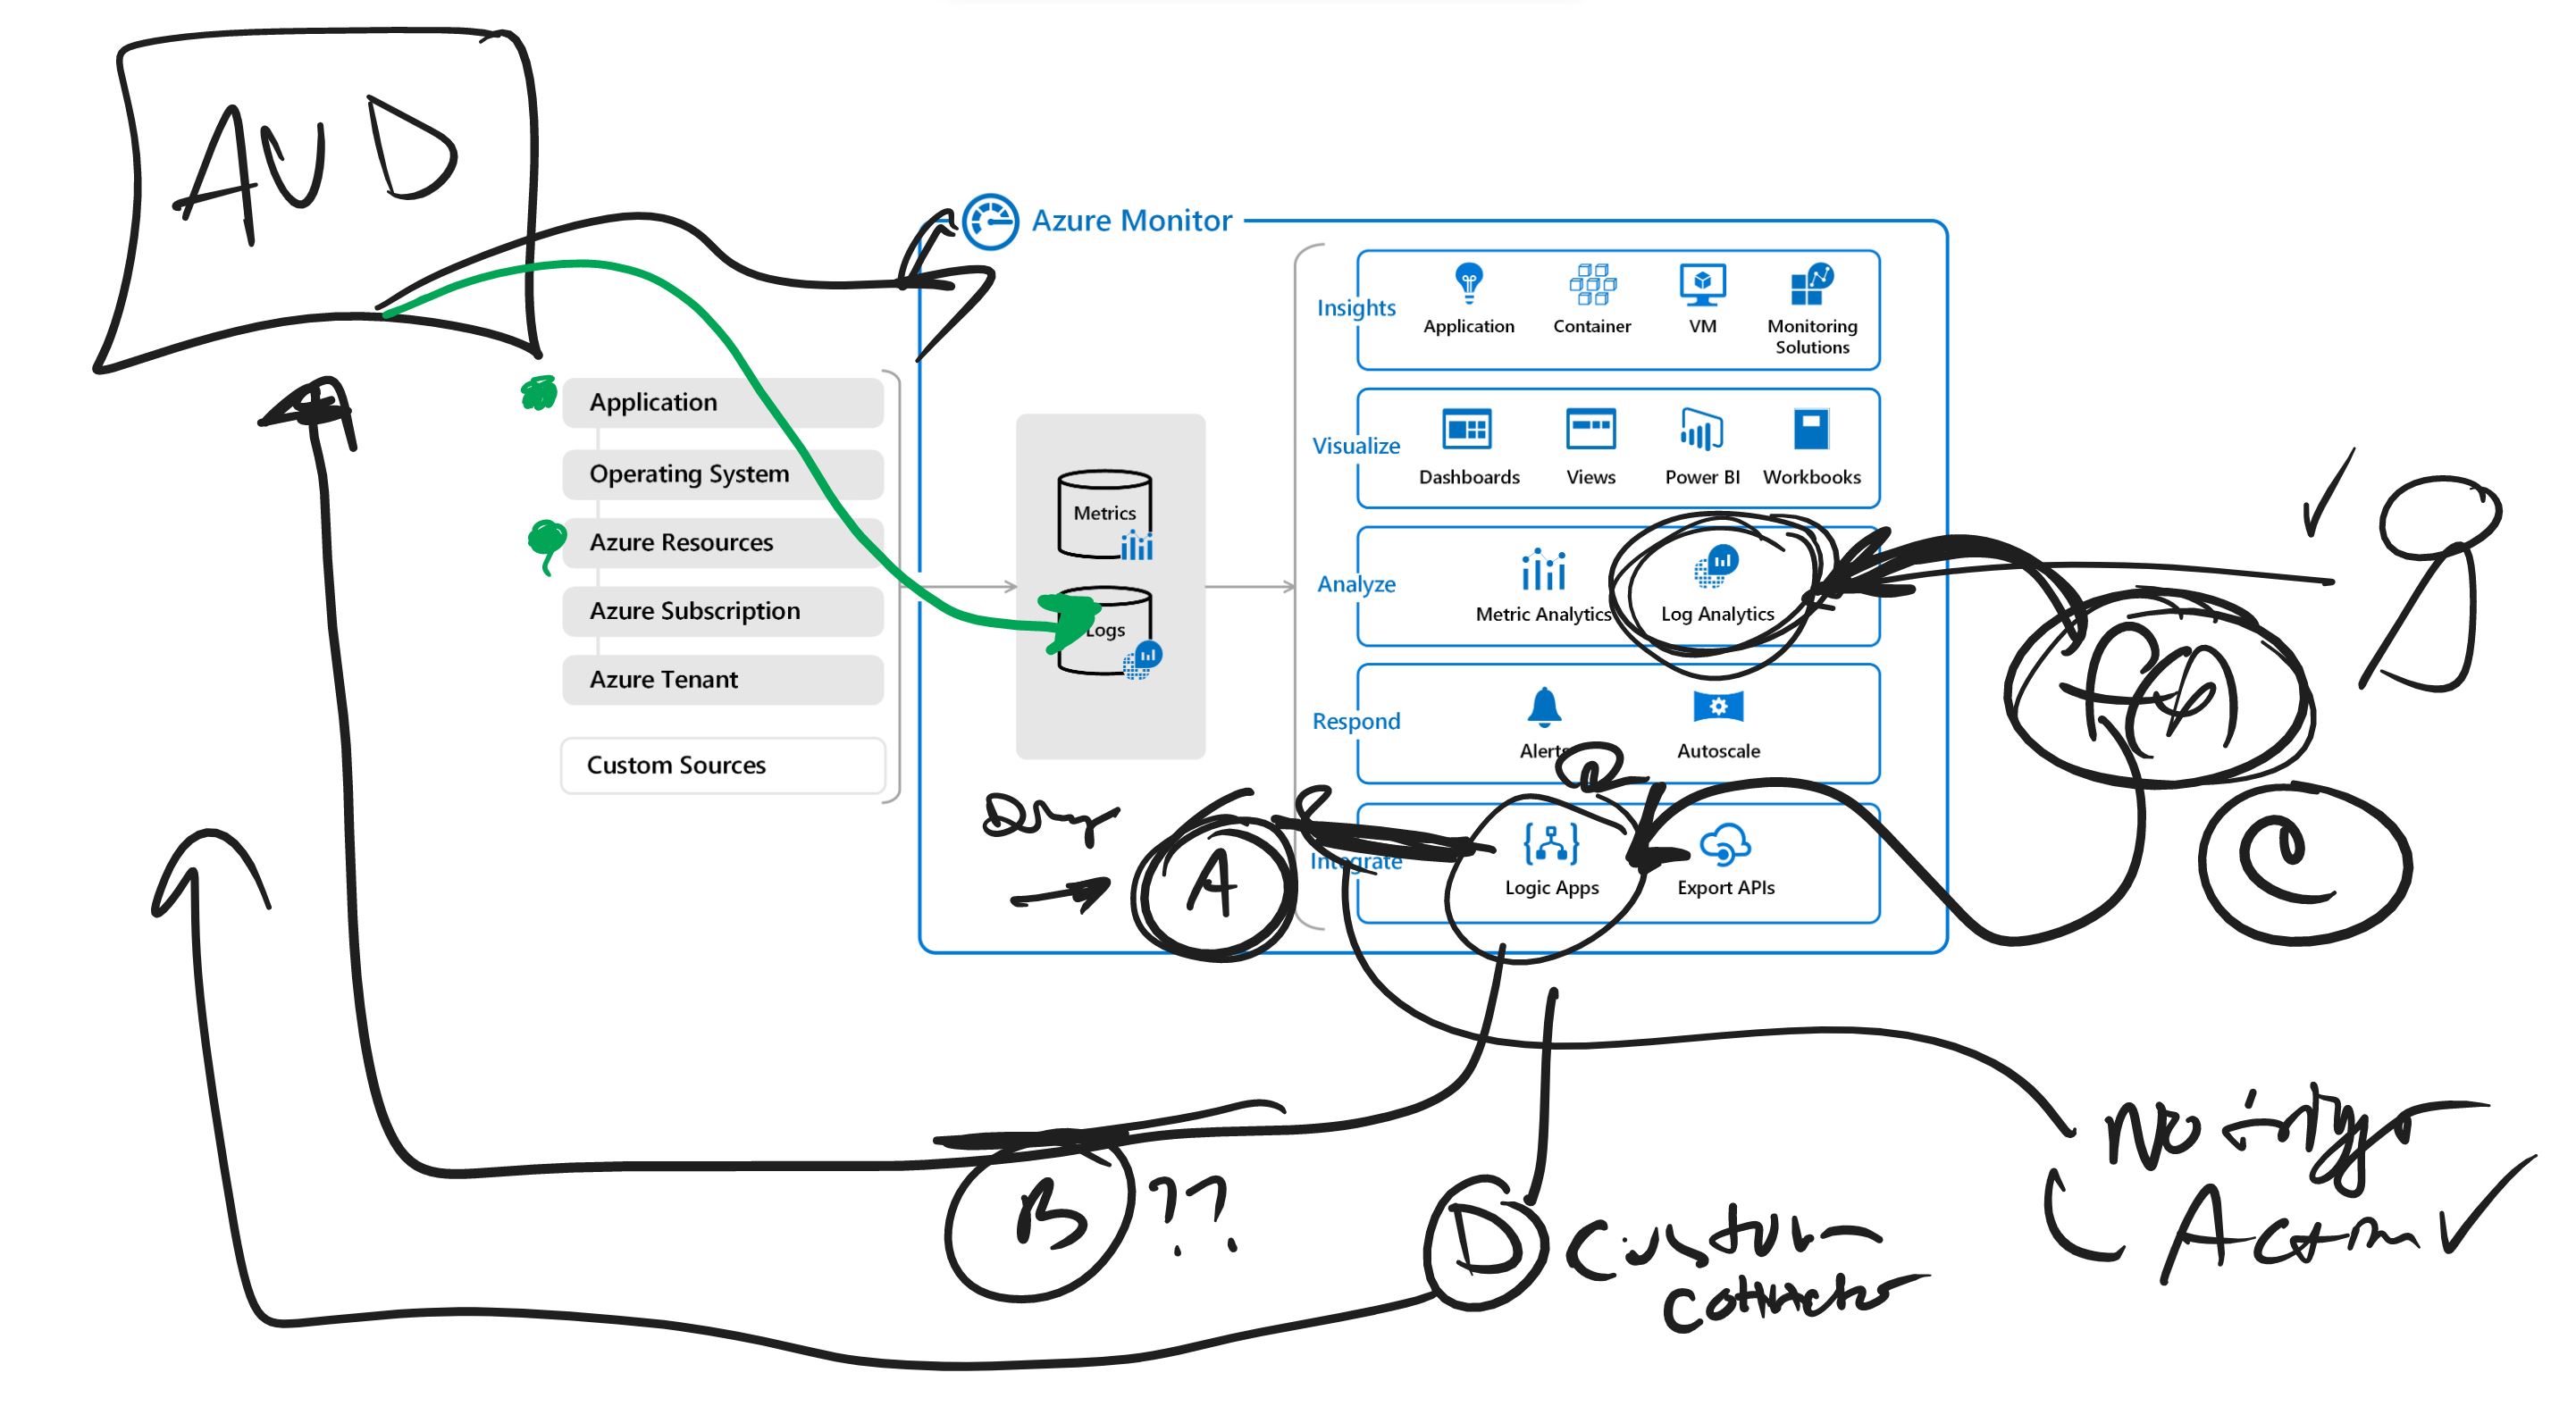 AVD
Azure Monitor
Insights
Application
Container
VM
Monitoring
Solutions
Application
Operating System
Azure Resources
Azure Subscription
Azure Tenant
Custom Sources
Metrics
Logs
Visualize
Dashboards
Views
Power BI
Workbooks
Analyze
Metric Analytics
Log Analytics
Respond
Alerts
Autoscale
FA
Integrate
Logic Apps
Export APIs
A
C
B ??
D Custom
connector
No trigger
Action